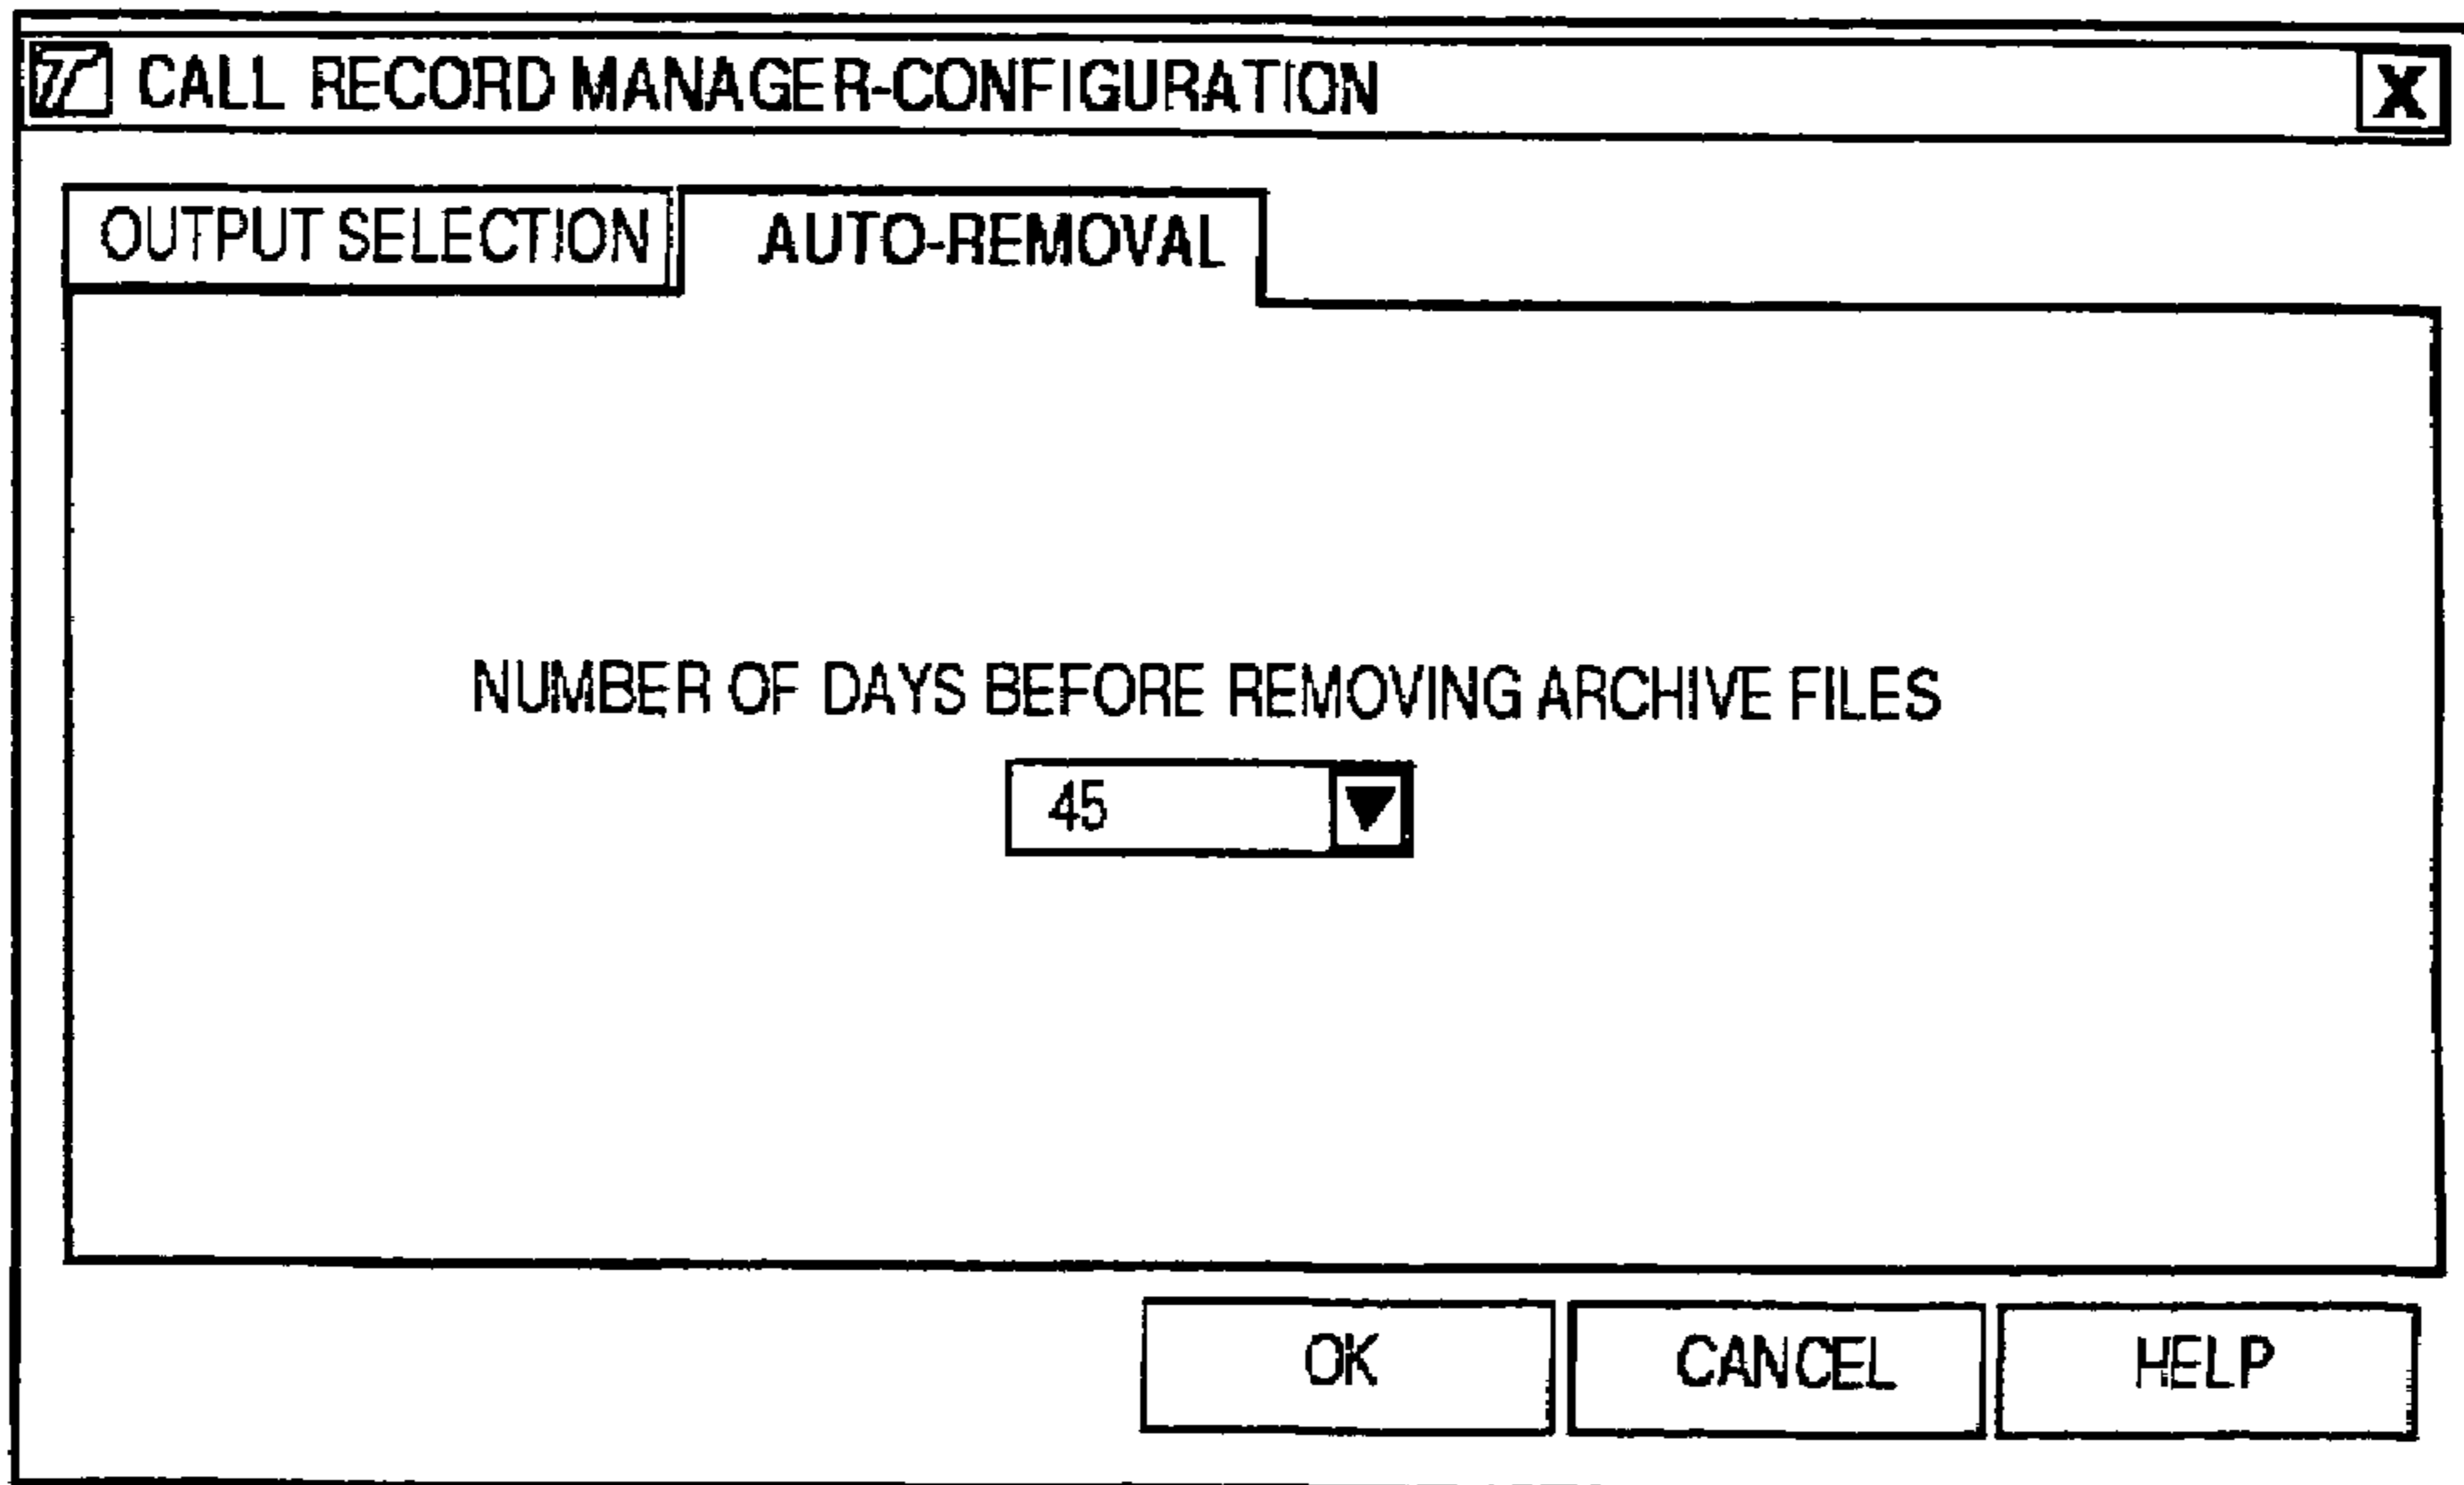 CALL RECORD MANAGER-CONFIGURATION X
OUTPUT SELECTION AUTO-REMOVAL
NUMBER OF DAYS BEFORE REMOVING ARCHIVE FILES
45
OK CANCEL HELP